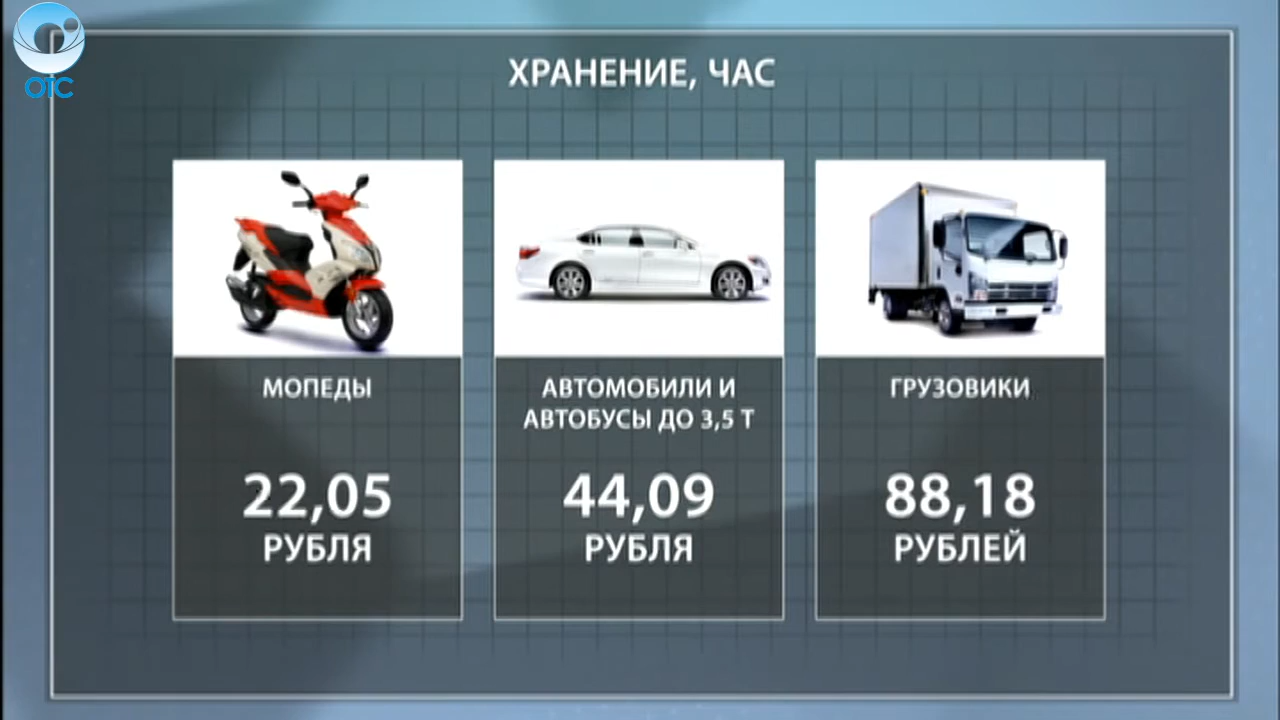 ОТС
ХРАНЕНИЕ, ЧАС
МОПЕДЫ
22,05
РУБЛЯ
АВТОМОБИЛИ И
АВТОБУСЫ ДО 3,5 Т
44,09
РУБЛЯ
ГРУЗОВИКИ
88,18
РУБЛЕЙ